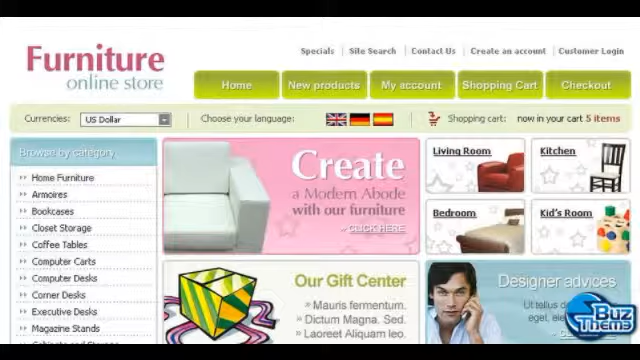 Furniture
online store
Specials
Site Search
Contact Us
Create an account
Customer Login
Home
New products
My account
Shopping Cart
Checkout
Currencies:
US Dollar
Choose your language:
Shopping cart: now in your cart 5 items
Browse by category
Home Furniture
Armoires
Bookcases
Closet Storage
Coffee Tables
Computer Carts
Computer Desks
Corner Desks
Executive Desks
Magazine Stands
Create
a Modern Abode
with our furniture
CLICK HERE
Living Room
Kitchen
Bedroom
Kid's Room
Our Gift Center
» Mauris fermentum.
» Dictum Magna. Sed.
» Laoreet Aliquam leo.
Designer advices
Ut tellus
eget,
Buz
Them3